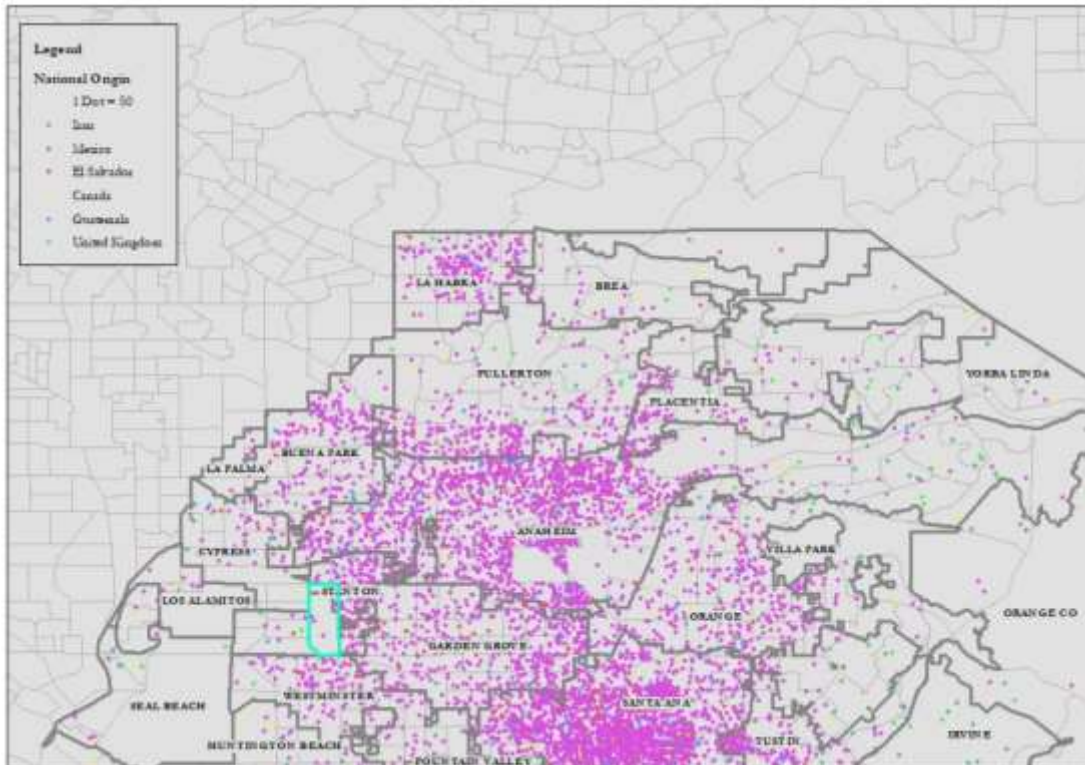 Legend
National Origin
1 Dot = 50
Iran
Mexico
El Salvador
Canada
Guatemala
United Kingdom
LA HABRA
BREA
FULLERTON
YORBA LINDA
PLACENTIA
BUENA PARK
LA PALMA
ANAHEIM
CYPRESS
VILLA PARK
STANTON
LOS ALAMITOS
ORANGE
ORANGE CO
GARDEN GROVE
WESTMINSTER
SANTA ANA
SEAL BEACH
IRVINE
TUSTIN
HUNTINGTON BEACH
FOUNTAIN VALLEY